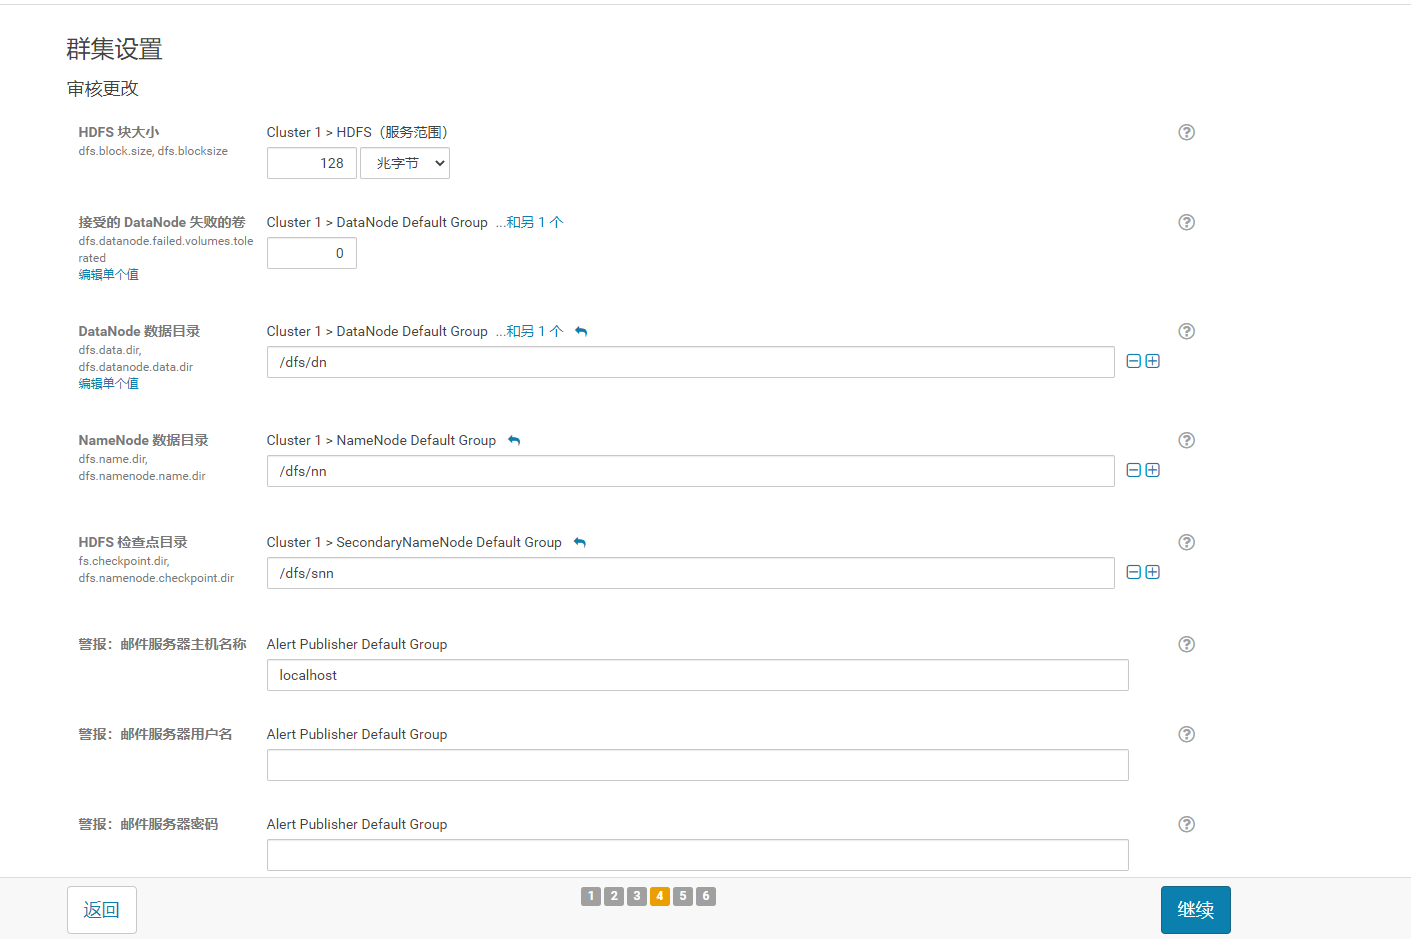 群集设置
审核更改
HDFS 块大小
dfs.block.size, dfs.blocksize
Cluster 1 > HDFS（服务范围）
128 兆字节
接受的 DataNode 失败的卷
dfs.datanode.failed.volumes.tole
rated
编辑单个值
Cluster 1 > DataNode Default Group ...和另 1 个
0
DataNode 数据目录
dfs.data.dir,
dfs.datanode.data.dir
编辑单个值
Cluster 1 > DataNode Default Group ...和另 1 个
/dfs/dn
NameNode 数据目录
dfs.name.dir,
dfs.namenode.name.dir
Cluster 1 > NameNode Default Group
/dfs/nn
HDFS 检查点目录
fs.checkpoint.dir,
dfs.namenode.checkpoint.dir
Cluster 1 > SecondaryNameNode Default Group
/dfs/snn
警报：邮件服务器主机名称
Alert Publisher Default Group
localhost
警报：邮件服务器用户名
Alert Publisher Default Group
警报：邮件服务器密码
Alert Publisher Default Group
返回
1 2 3 4 5 6
继续